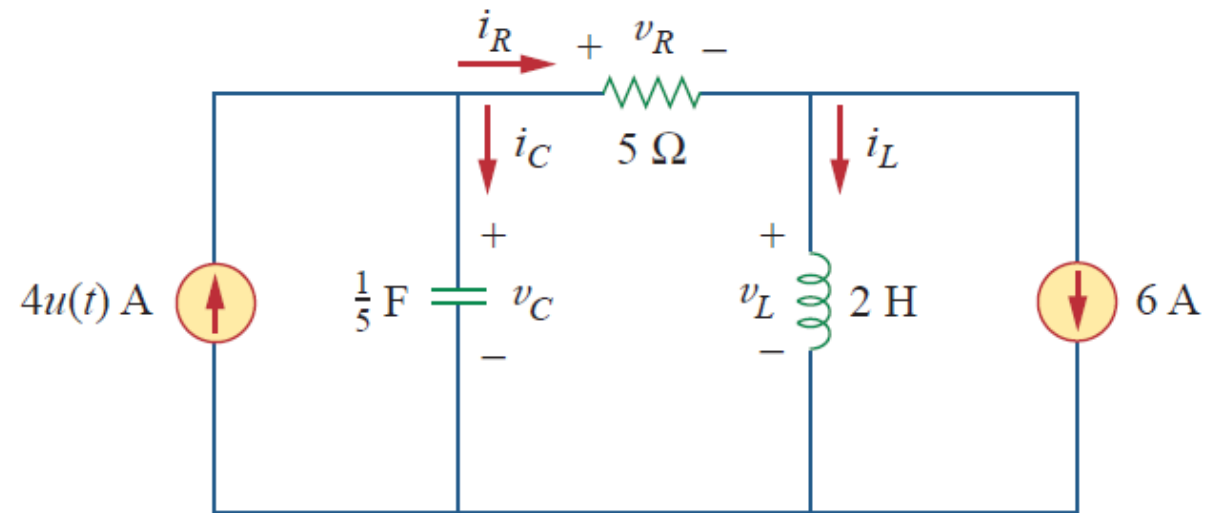 i_R
+ v_R −
i_C
5 Ω
i_L
4u(t) A
1/5 F
+
v_C
−
+
v_L
−
2 H
6 A